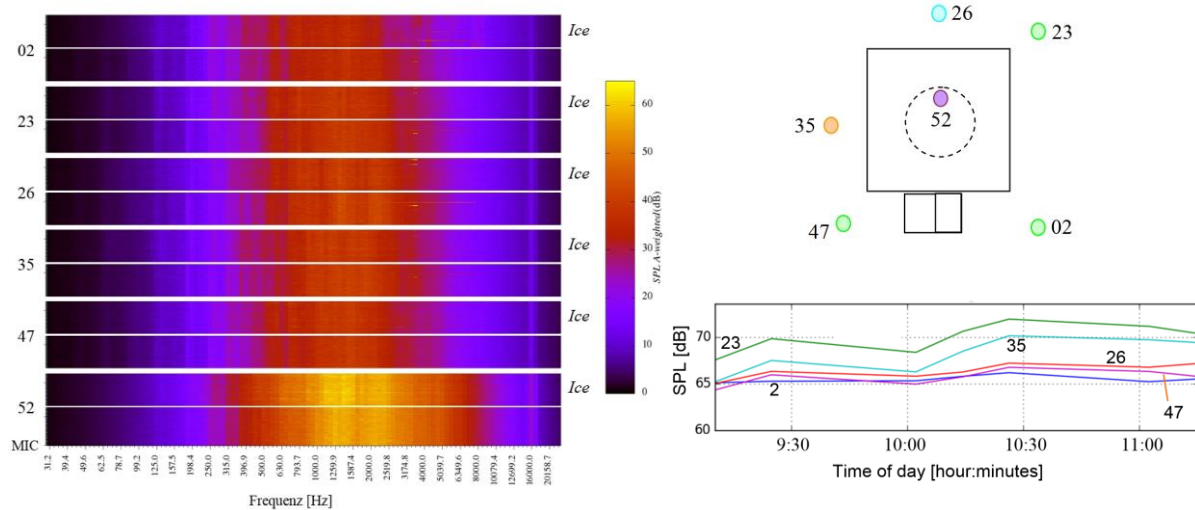 Ice
02
Ice
23
Ice
26
Ice
35
Ice
47
Ice
52
MIC
31.2 39.4 49.6 62.5 78.7 99.2 125.0 157.5 198.4 250.0 315.0 396.9 500.0 630.0 793.7 1000.0 1259.9 1587.4 2000.0 2519.8 3174.8 4000.0 5039.7 6349.6 8000.0 10079.4 12699.2 16000.0 20158.7
Frequenz [Hz]
60
50
40
30
20
10
0
SPL A-weighted(dB)
26
23
35
52
47
02
SPL [dB]
70
65
60
23
35
26
2
47
9:30 10:00 10:30 11:00
Time of day [hour:minutes]